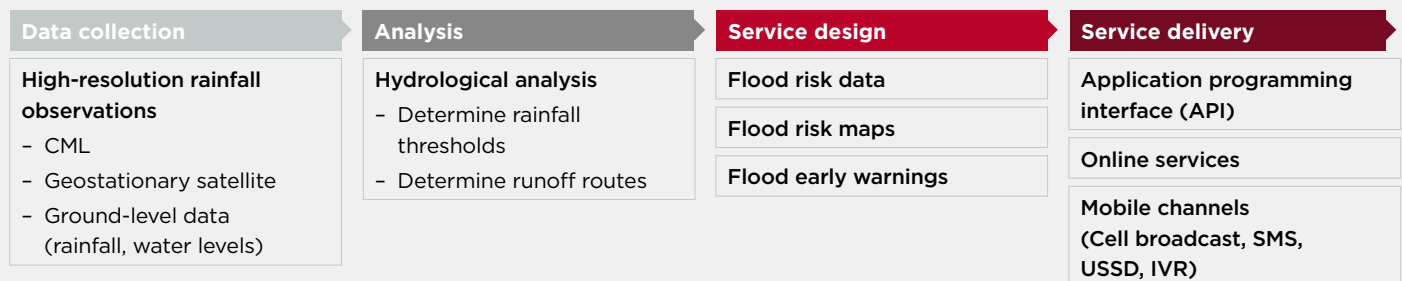 Data collection
High-resolution rainfall
observations
– CML
– Geostationary satellite
– Ground-level data
(rainfall, water levels)
Analysis
Hydrological analysis
– Determine rainfall
thresholds
– Determine runoff routes
Service design
Flood risk data
Flood risk maps
Flood early warnings
Service delivery
Application programming
interface (API)
Online services
Mobile channels
(Cell broadcast, SMS,
USSD, IVR)